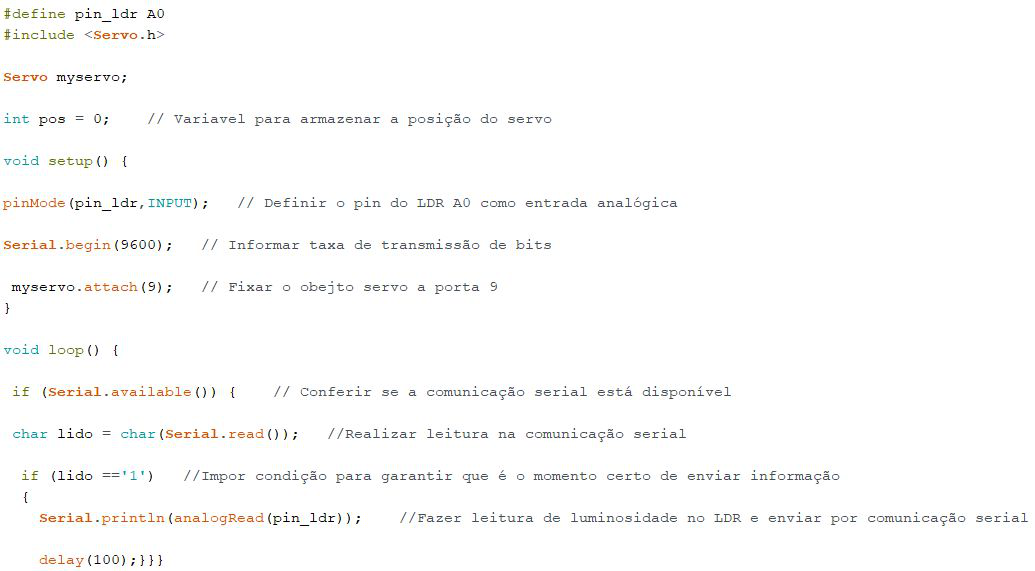 #define pin_ldr A0
#include <Servo.h>
Servo myservo;
int pos = 0;    // Variavel para armazenar a posição do servo
void setup() {
pinMode(pin_ldr,INPUT);   // Definir o pin do LDR A0 como entrada analógica
Serial.begin(9600);   // Informar taxa de transmissão de bits
 myservo.attach(9);   // Fixar o obejto servo a porta 9
}
void loop() {
 if (Serial.available()) {    // Conferir se a comunicação serial está disponível
 char lido = char(Serial.read());   //Realizar leitura na comunicação serial
  if (lido =='1')   //Impor condição para garantir que é o momento certo de enviar informação
  {
    Serial.println(analogRead(pin_ldr));    //Fazer leitura de luminosidade no LDR e enviar por comunicação serial
    delay(100);}}}